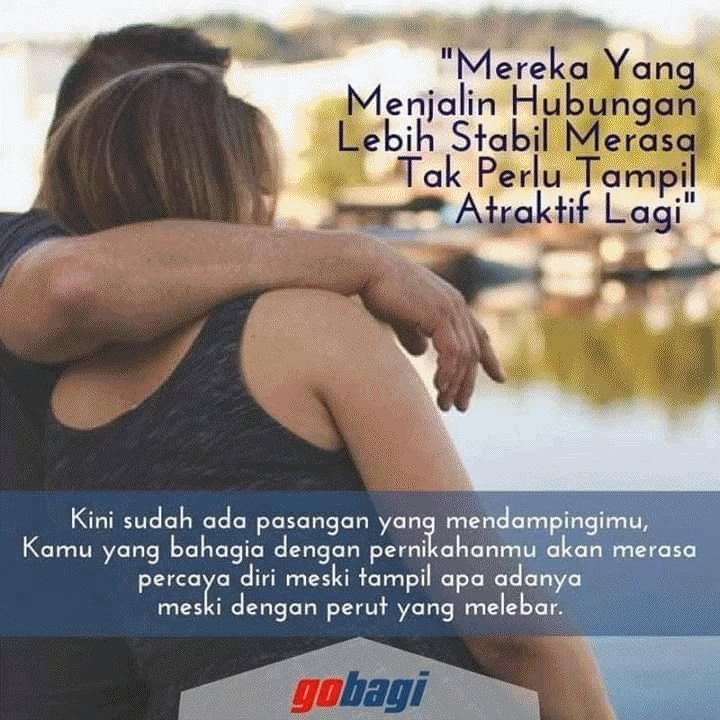 "Mereka Yang
Menjalin Hubungan
Lebih Stabil Merasa
Tak Perlu Tampil
Atraktif Lagi"
Kini sudah ada pasangan yang mendampingimu,
Kamu yang bahagia dengan pernikahanmu akan merasa
percaya diri meski tampil apa adanya
meski dengan perut yang melebar.
gobagi